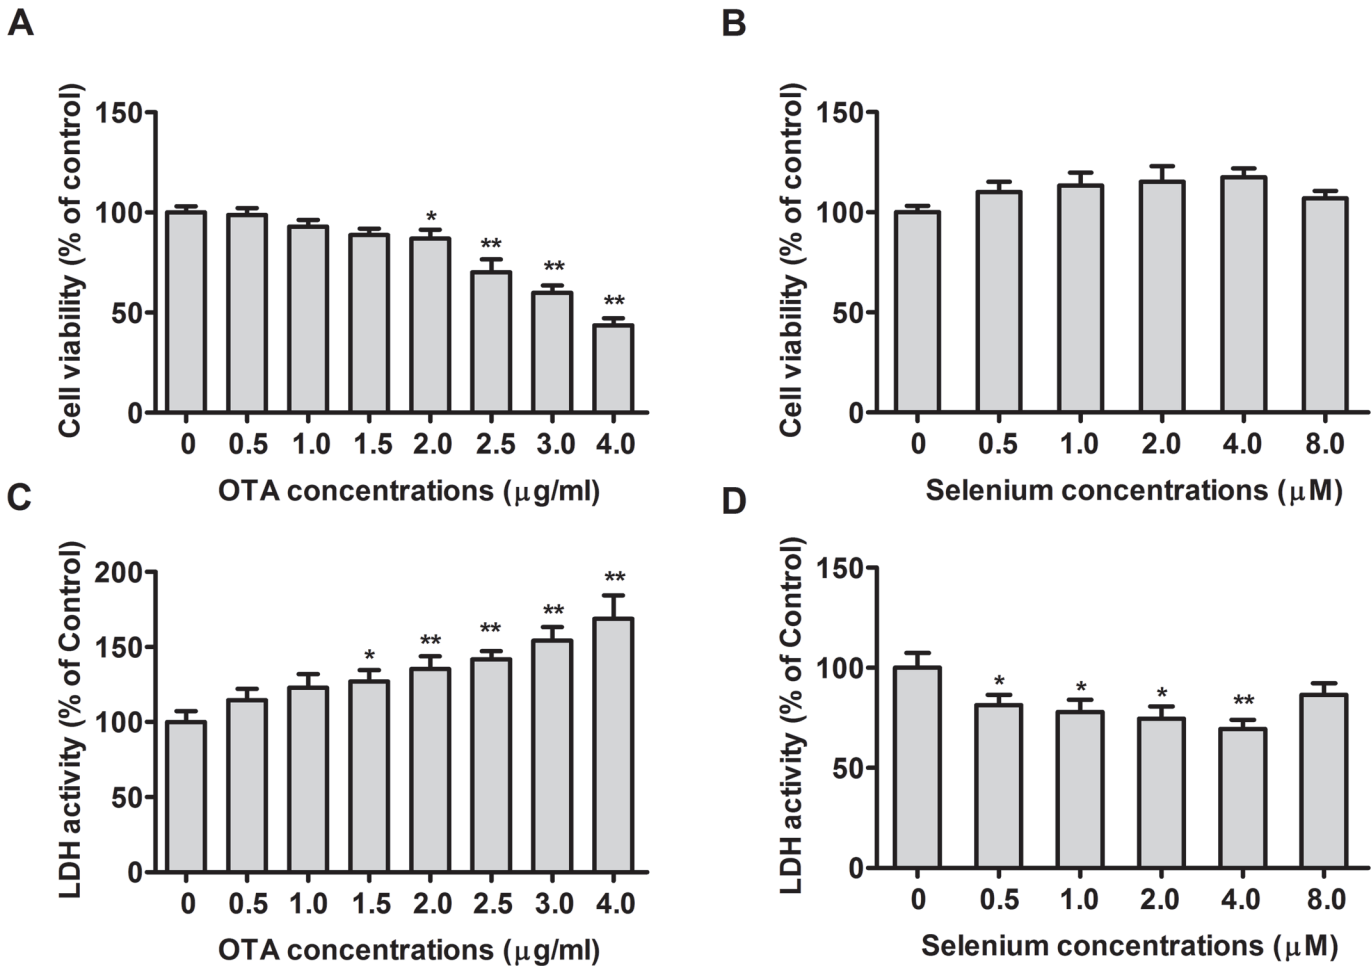 A
Cell viability (% of control)
150
100
50
0
*
**
**
**
0 0.5 1.0 1.5 2.0 2.5 3.0 4.0
OTA concentrations (μg/ml)
B
Cell viability (% of control)
150
100
50
0
0 0.5 1.0 2.0 4.0 8.0
Selenium concentrations (μM)
C
LDH activity (% of Control)
200
150
100
50
0
*
**
**
**
**
0 0.5 1.0 1.5 2.0 2.5 3.0 4.0
OTA concentrations (μg/ml)
D
LDH activity (% of Control)
150
100
50
0
*
*
*
**
0 0.5 1.0 2.0 4.0 8.0
Selenium concentrations (μM)